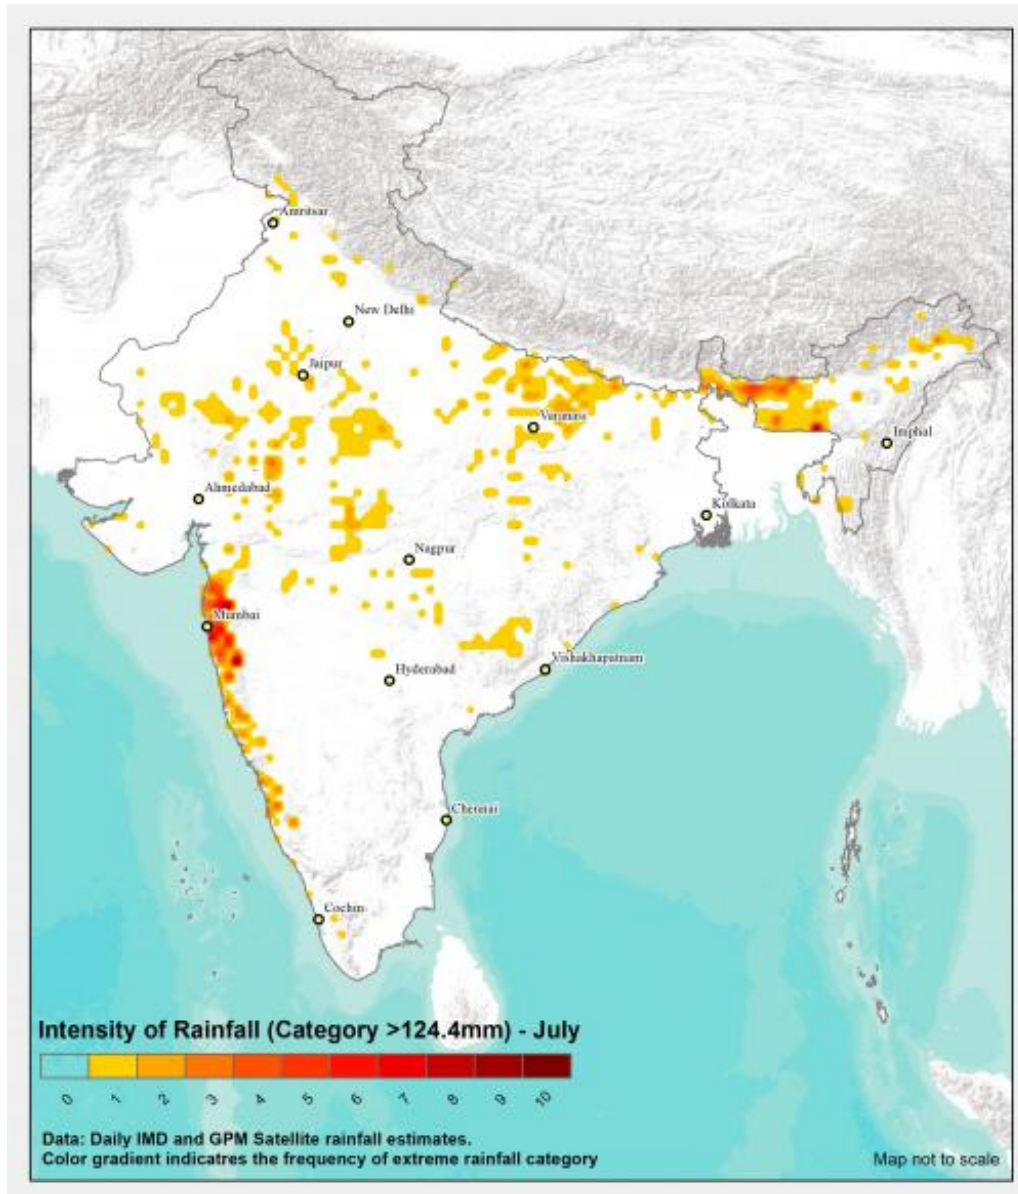 Amritsar
New Delhi
Jaipur
Varanasi
Imphal
Ahmedabad
Kolkata
Nagpur
Mumbai
Vishakhapatnam
Hyderabad
Chennai
Cochin
Intensity of Rainfall (Category >124.4mm) - July
0 1 2 3 4 5 6 7 8 9 10
Data: Daily IMD and GPM Satellite rainfall estimates.
Color gradient indicatres the frequency of extreme rainfall category
Map not to scale